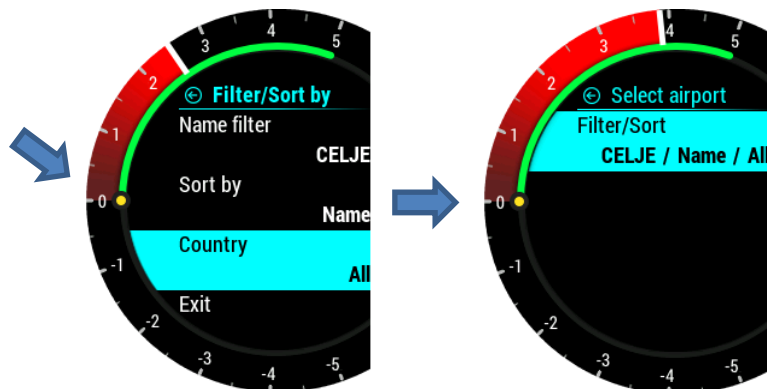 5
4
3
2
1
0
-1
-2
-3
-4
-5
Filter/Sort by
Name filter
CELJE
Sort by
Name
Country
All
Exit
5
4
3
2
1
0
-1
-2
-3
-4
-5
Select airport
Filter/Sort
CELJE / Name / All